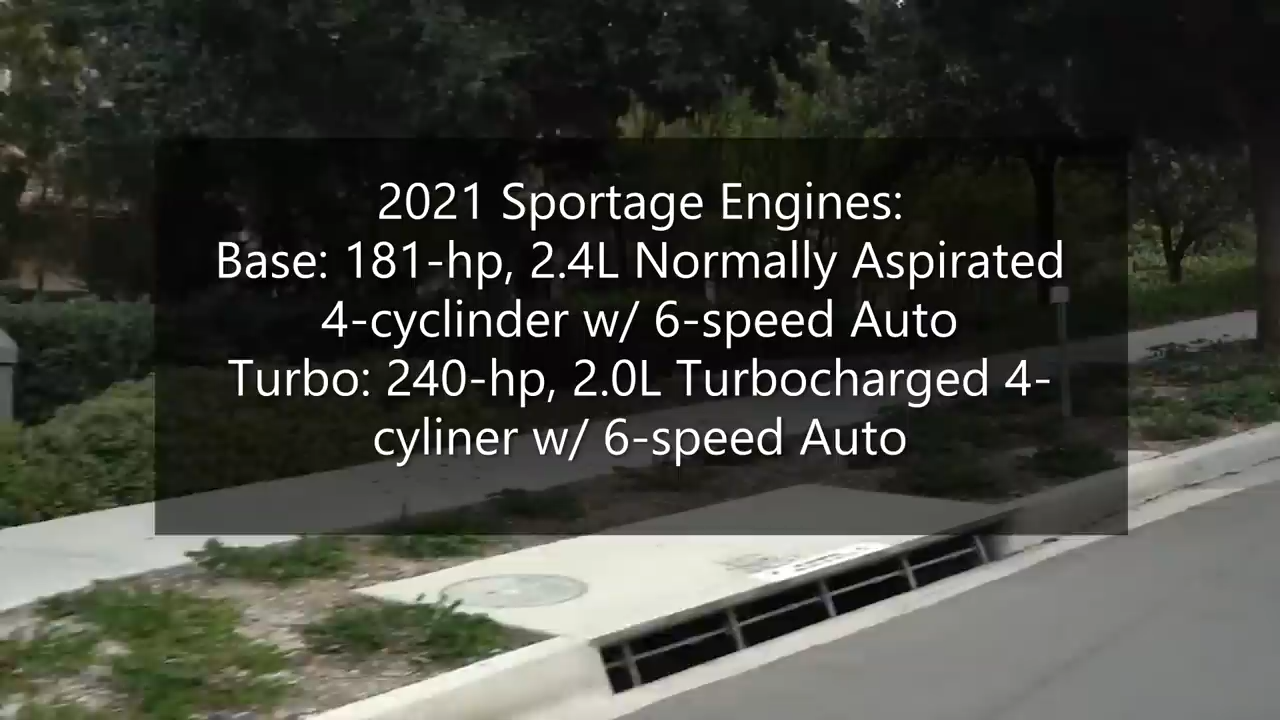 2021 Sportage Engines:
Base: 181-hp, 2.4L Normally Aspirated
4-cyclinder w/ 6-speed Auto
Turbo: 240-hp, 2.0L Turbocharged 4-
cyliner w/ 6-speed Auto